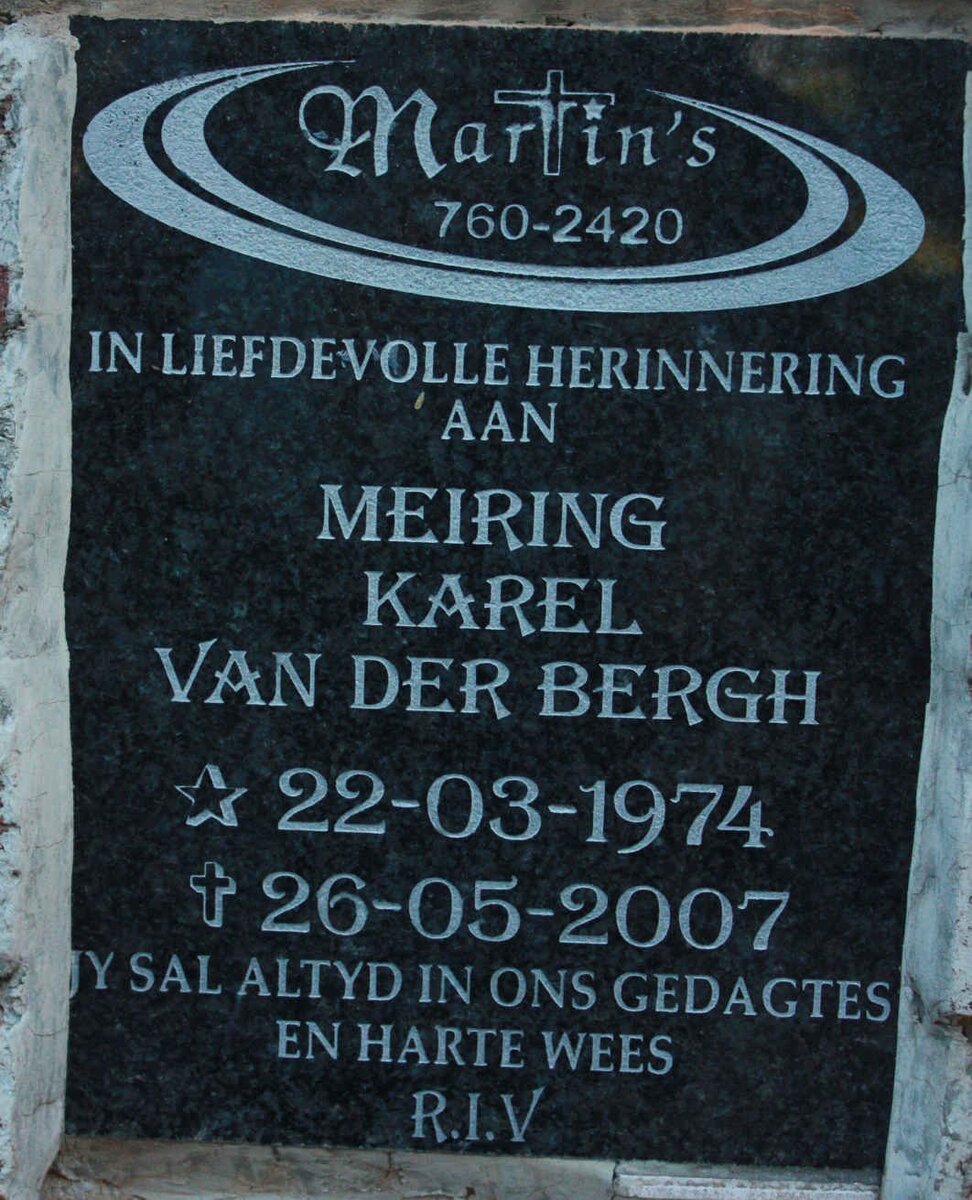 Martin's
760-2420
IN LIEFDEVOLLE HERINNERING
AAN
MEIRING
KAREL
VAN DER BERGH
22-03-1974
26-05-2007
JY SAL ALTYD IN ONS GEDAGTES
EN HARTE WEES
R.I.V